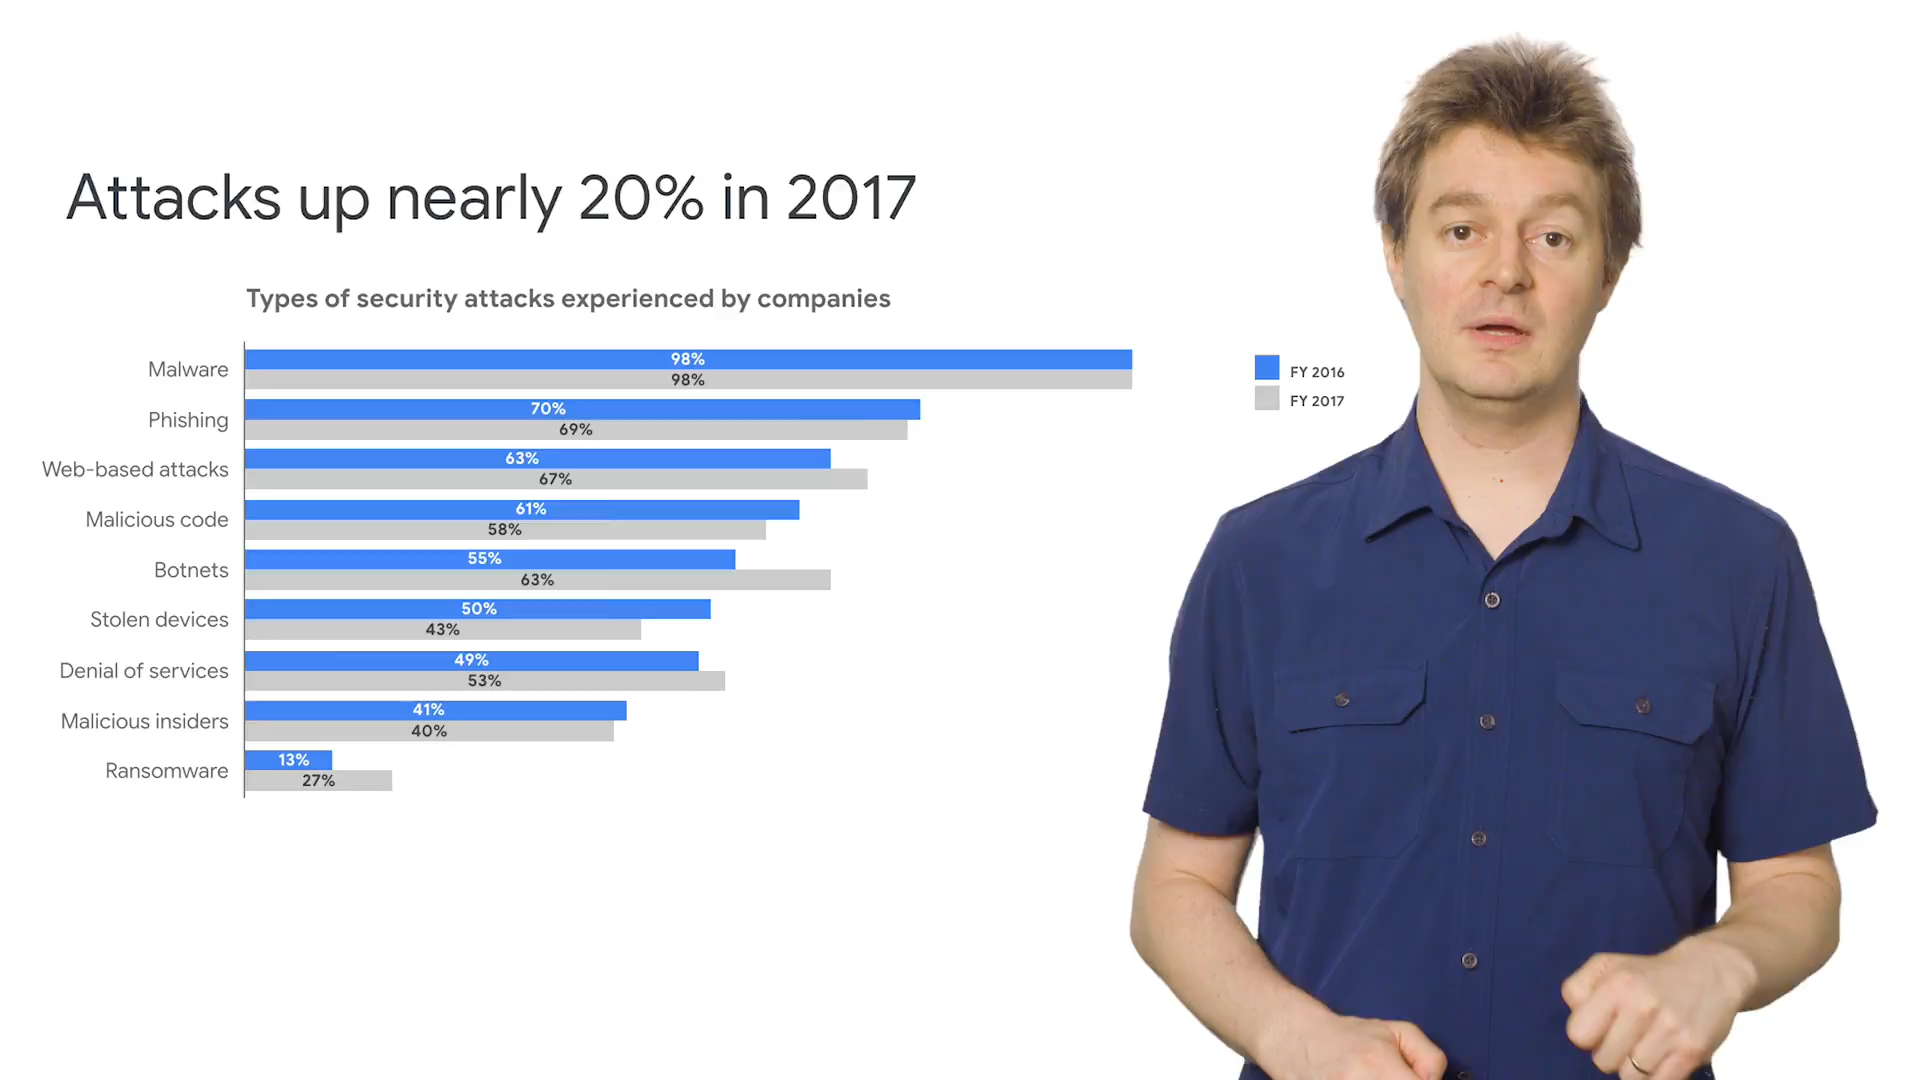 Attacks up nearly 20% in 2017
Types of security attacks experienced by companies
Malware
98%
98%
Phishing
70%
69%
Web-based attacks
63%
67%
Malicious code
61%
58%
Botnets
55%
63%
Stolen devices
50%
43%
Denial of services
49%
53%
Malicious insiders
41%
40%
Ransomware
13%
27%
FY 2016
FY 2017